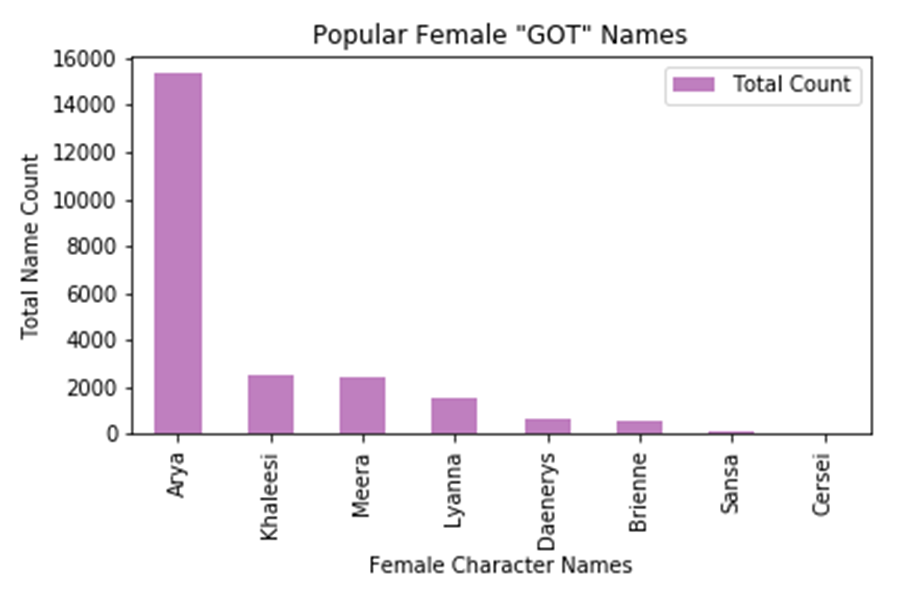 Popular Female "GOT" Names
Total Count
Total Name Count
16000
14000
12000
10000
8000
6000
4000
2000
0
Arya
Khaleesi
Meera
Lyanna
Daenerys
Brienne
Sansa
Cersei
Female Character Names